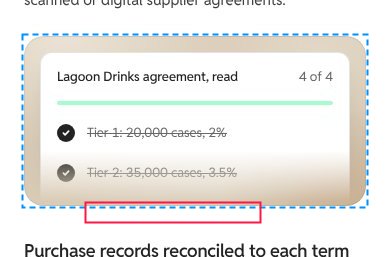 scanned or digital supplier agreements.
Lagoon Drinks agreement, read
4 of 4
Tier 1: 20,000 cases, 2%
Tier 2: 35,000 cases, 3.5%
Purchase records reconciled to each term